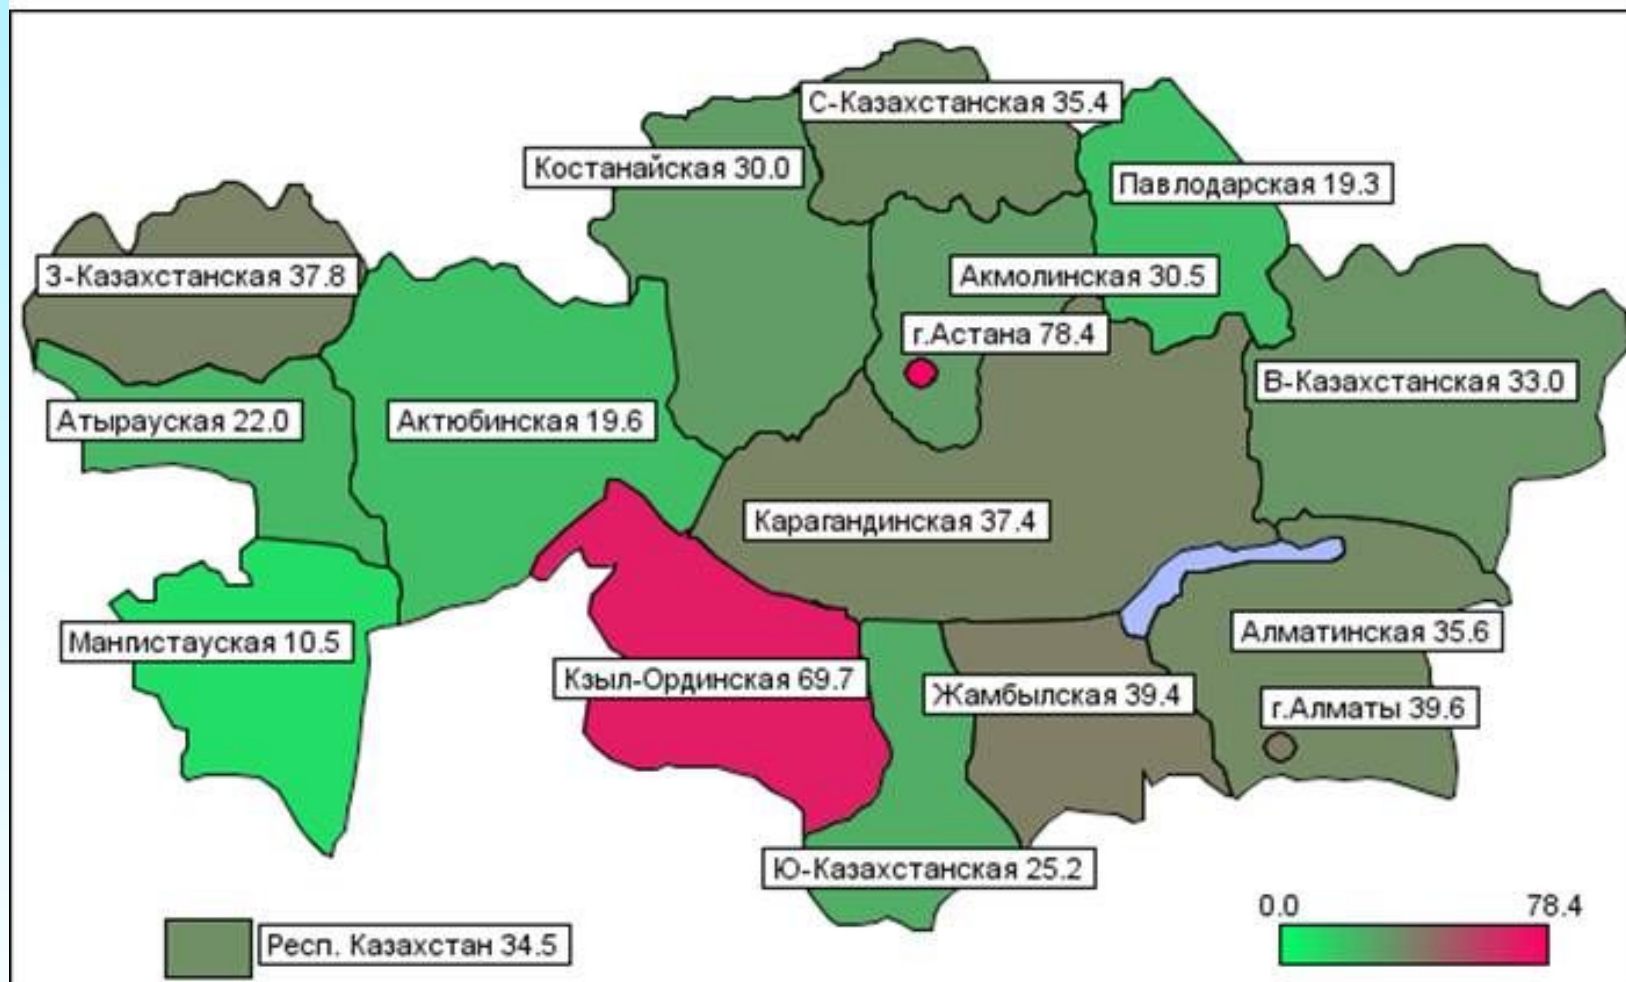 С-Казахстанская 35.4
Костанайская 30.0
Павлодарская 19.3
З-Казахстанская 37.8
Акмолинская 30.5
г.Астана 78.4
В-Казахстанская 33.0
Атырауская 22.0
Актюбинская 19.6
Карагандинская 37.4
Мангистауская 10.5
Алматинская 35.6
Кзыл-Ординская 69.7
Жамбылская 39.4
г.Алматы 39.6
Ю-Казахстанская 25.2
0.0 78.4
Респ. Казахстан 34.5